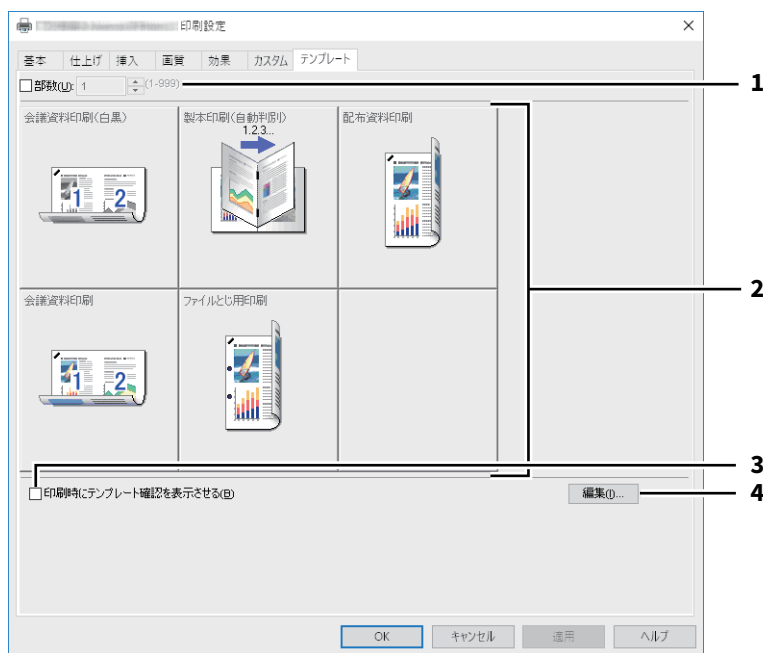 印刷設定
基本 仕上げ 挿入 画質 効果 カスタム テンプレート
部数(U): 1 (1-999)
1
会議資料印刷(白黒) 製本印刷(自動判別) 配布資料印刷
1.2.3...
1 2
2
会議資料印刷 ファイルとじ用印刷
1 2
3
印刷時にテンプレート確認を表示させる(B) 編集(I)...
4
OK キャンセル 適用 ヘルプ